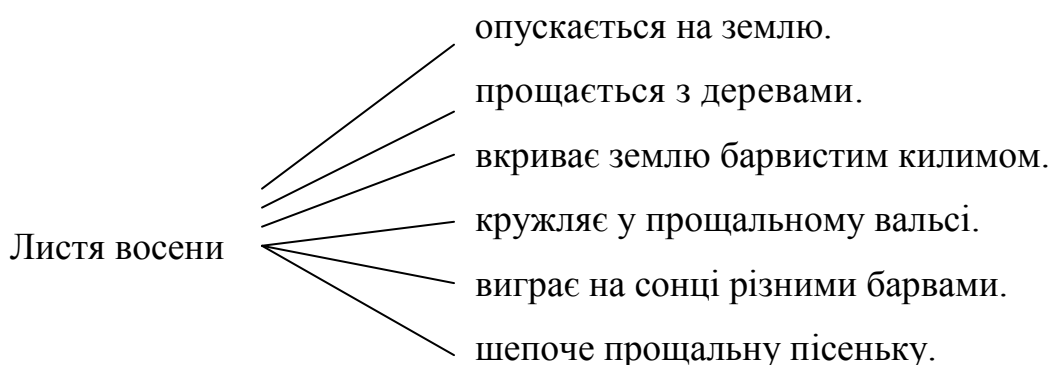 опускається на землю.
прощається з деревами.
вкриває землю барвистим килимом.
кружляє у прощальному вальсі.
Листя восени
виграє на сонці різними барвами.
шепоче прощальну пісеньку.